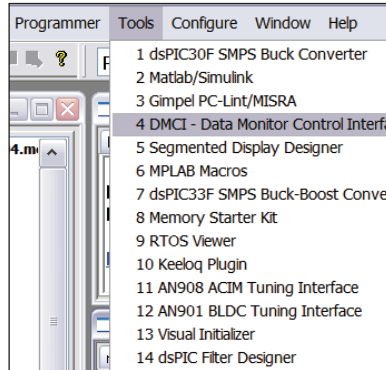 Programmer Tools Configure Window Help
1 dsPIC30F SMPS Buck Converter
2 Matlab/Simulink
3 Gimpel PC-Lint/MISRA
4 DMCI - Data Monitor Control Interfa
5 Segmented Display Designer
6 MPLAB Macros
7 dsPIC33F SMPS Buck-Boost Conve
8 Memory Starter Kit
9 RTOS Viewer
10 Keeloq Plugin
11 AN908 ACIM Tuning Interface
12 AN901 BLDC Tuning Interface
13 Visual Initializer
14 dsPIC Filter Designer